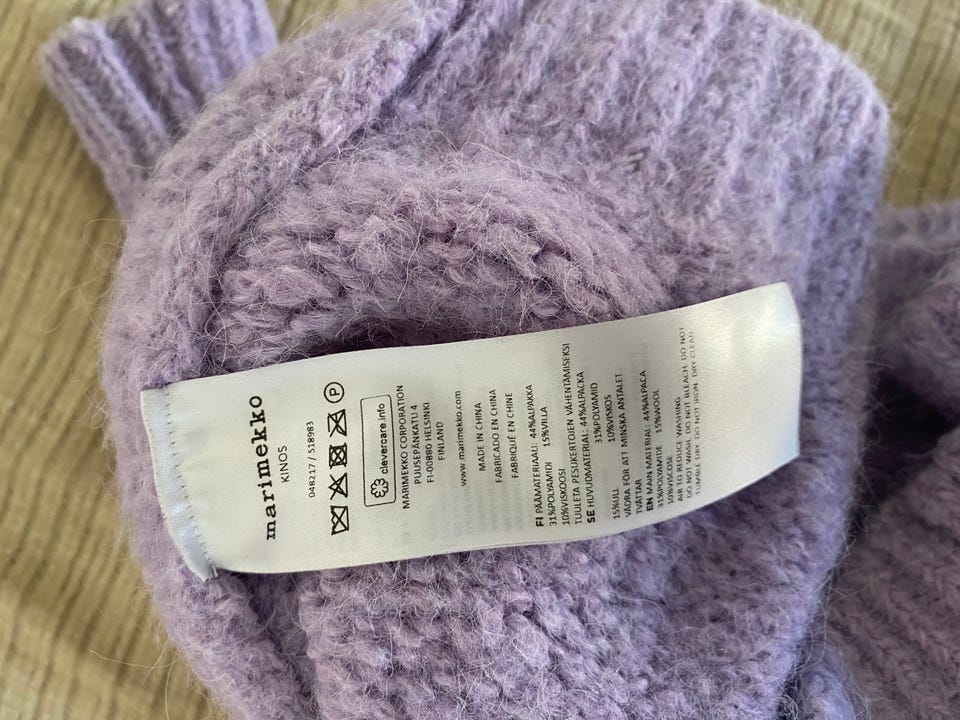 marimekko
KINOS
048217 / 518983
P
clevercare.info
MARIMEKKO CORPORATION
PUUSEPÄNKATU 4
FI-00880 HELSINKI
FINLAND
www.marimekko.com
MADE IN CHINA
FABRICADO EN CHINA
FABRIQUÉ EN CHINE
FI PÄÄMATERIAALI: 44%ALPAKKA
31%POLYAMIDI 15%VILLA
10%VISKOOSI
TUULETA PESUKERTOJEN VÄHENTÄMISEKSI
SE HUVUDMATERIAL: 44%ALPACKA
31%POLYAMID
15%ULL 10%VISKOS
VÄDRA FÖR ATT MINSKA ANTALET
TVÄTTAR
EN MAIN MATERIAL: 44%ALPACA
31%POLYAMIDE 15%WOOL
10%VISCOSE
AIR TO REDUCE WASHING
DO NOT WASH. DO NOT BLEACH. DO NOT
TUMBLE DRY. DO NOT IRON. DRY CLEAN